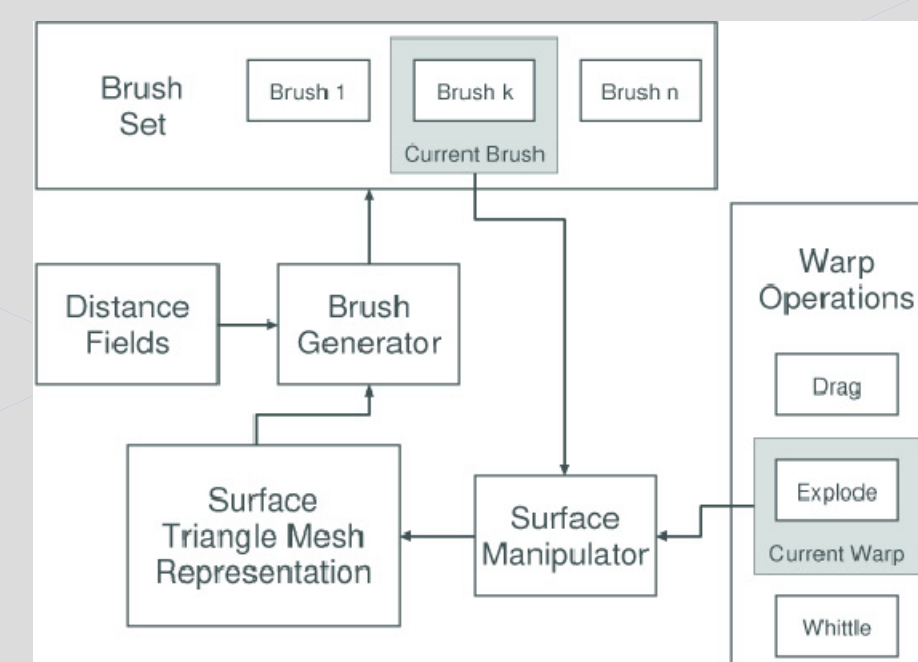 Brush
Set
Brush 1
Brush k
Brush n
Current Brush
Distance
Fields
Brush
Generator
Warp
Operations
Drag
Explode
Current Warp
Whittle
Surface
Triangle Mesh
Representation
Surface
Manipulator